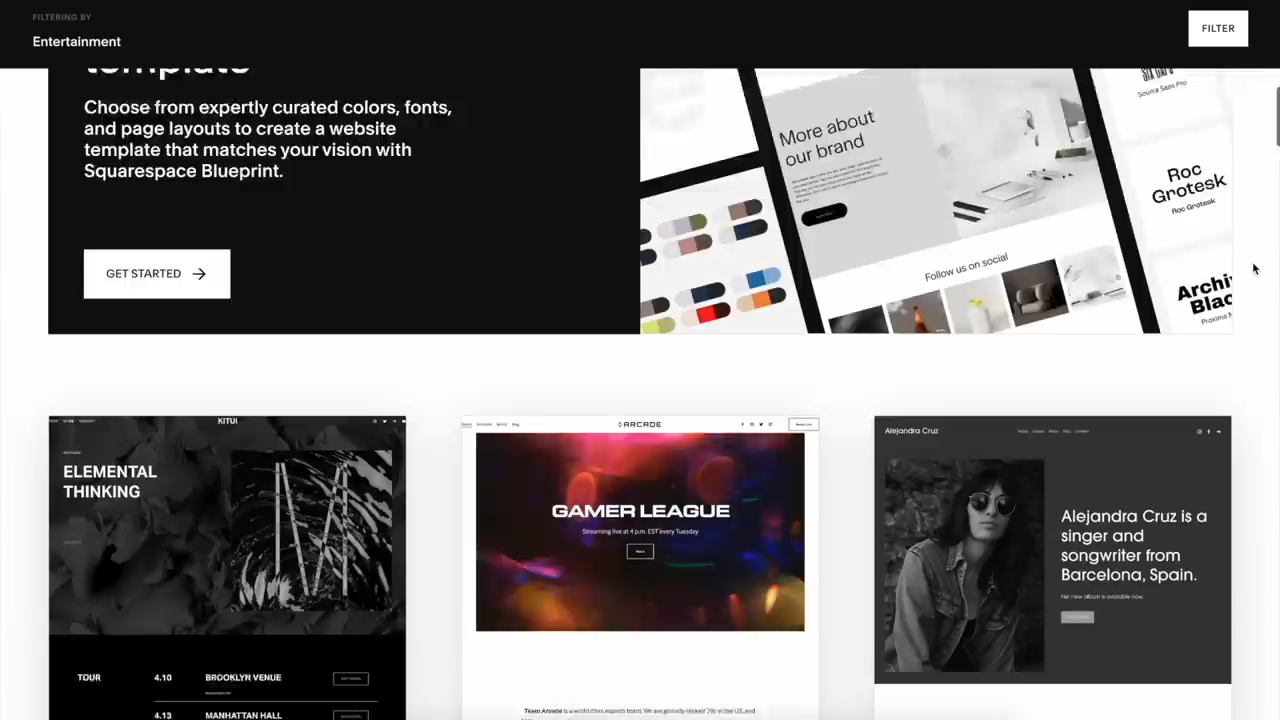 FILTERING BY
Entertainment
FILTER
template
Choose from expertly curated colors, fonts,
and page layouts to create a website
template that matches your vision with
Squarespace Blueprint.
GET STARTED
More about
our brand
Follow us on social
Source Sans Pro
Roc
Grotesk
Roc Grotesk
KITUI
ELEMENTAL
THINKING
TOUR
4.10
BROOKLYN VENUE
4.13
MANHATTAN HALL
ARCADE
GAMER LEAGUE
Streaming live at 4 p.m. EST every Tuesday
Alejandra Cruz
Alejandra Cruz is a
singer and
songwriter from
Barcelona, Spain.
Her new album is available now.